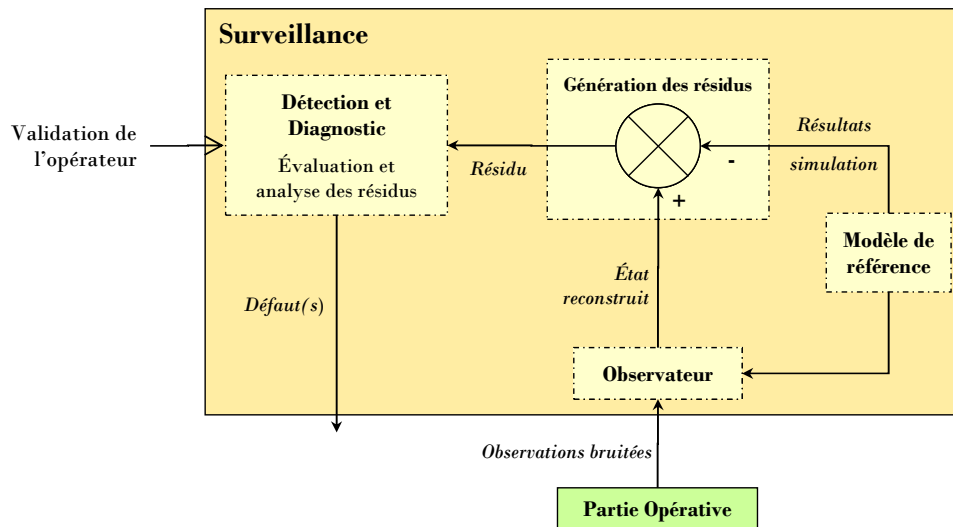 Surveillance
Détection et
Diagnostic
Évaluation et
analyse des résidus
Génération des résidus
-
+
Résultats
simulation
Validation de
l'opérateur
Résidu
Modèle de
référence
État
reconstruit
Défaut(s)
Observateur
Observations bruitées
Partie Opérative